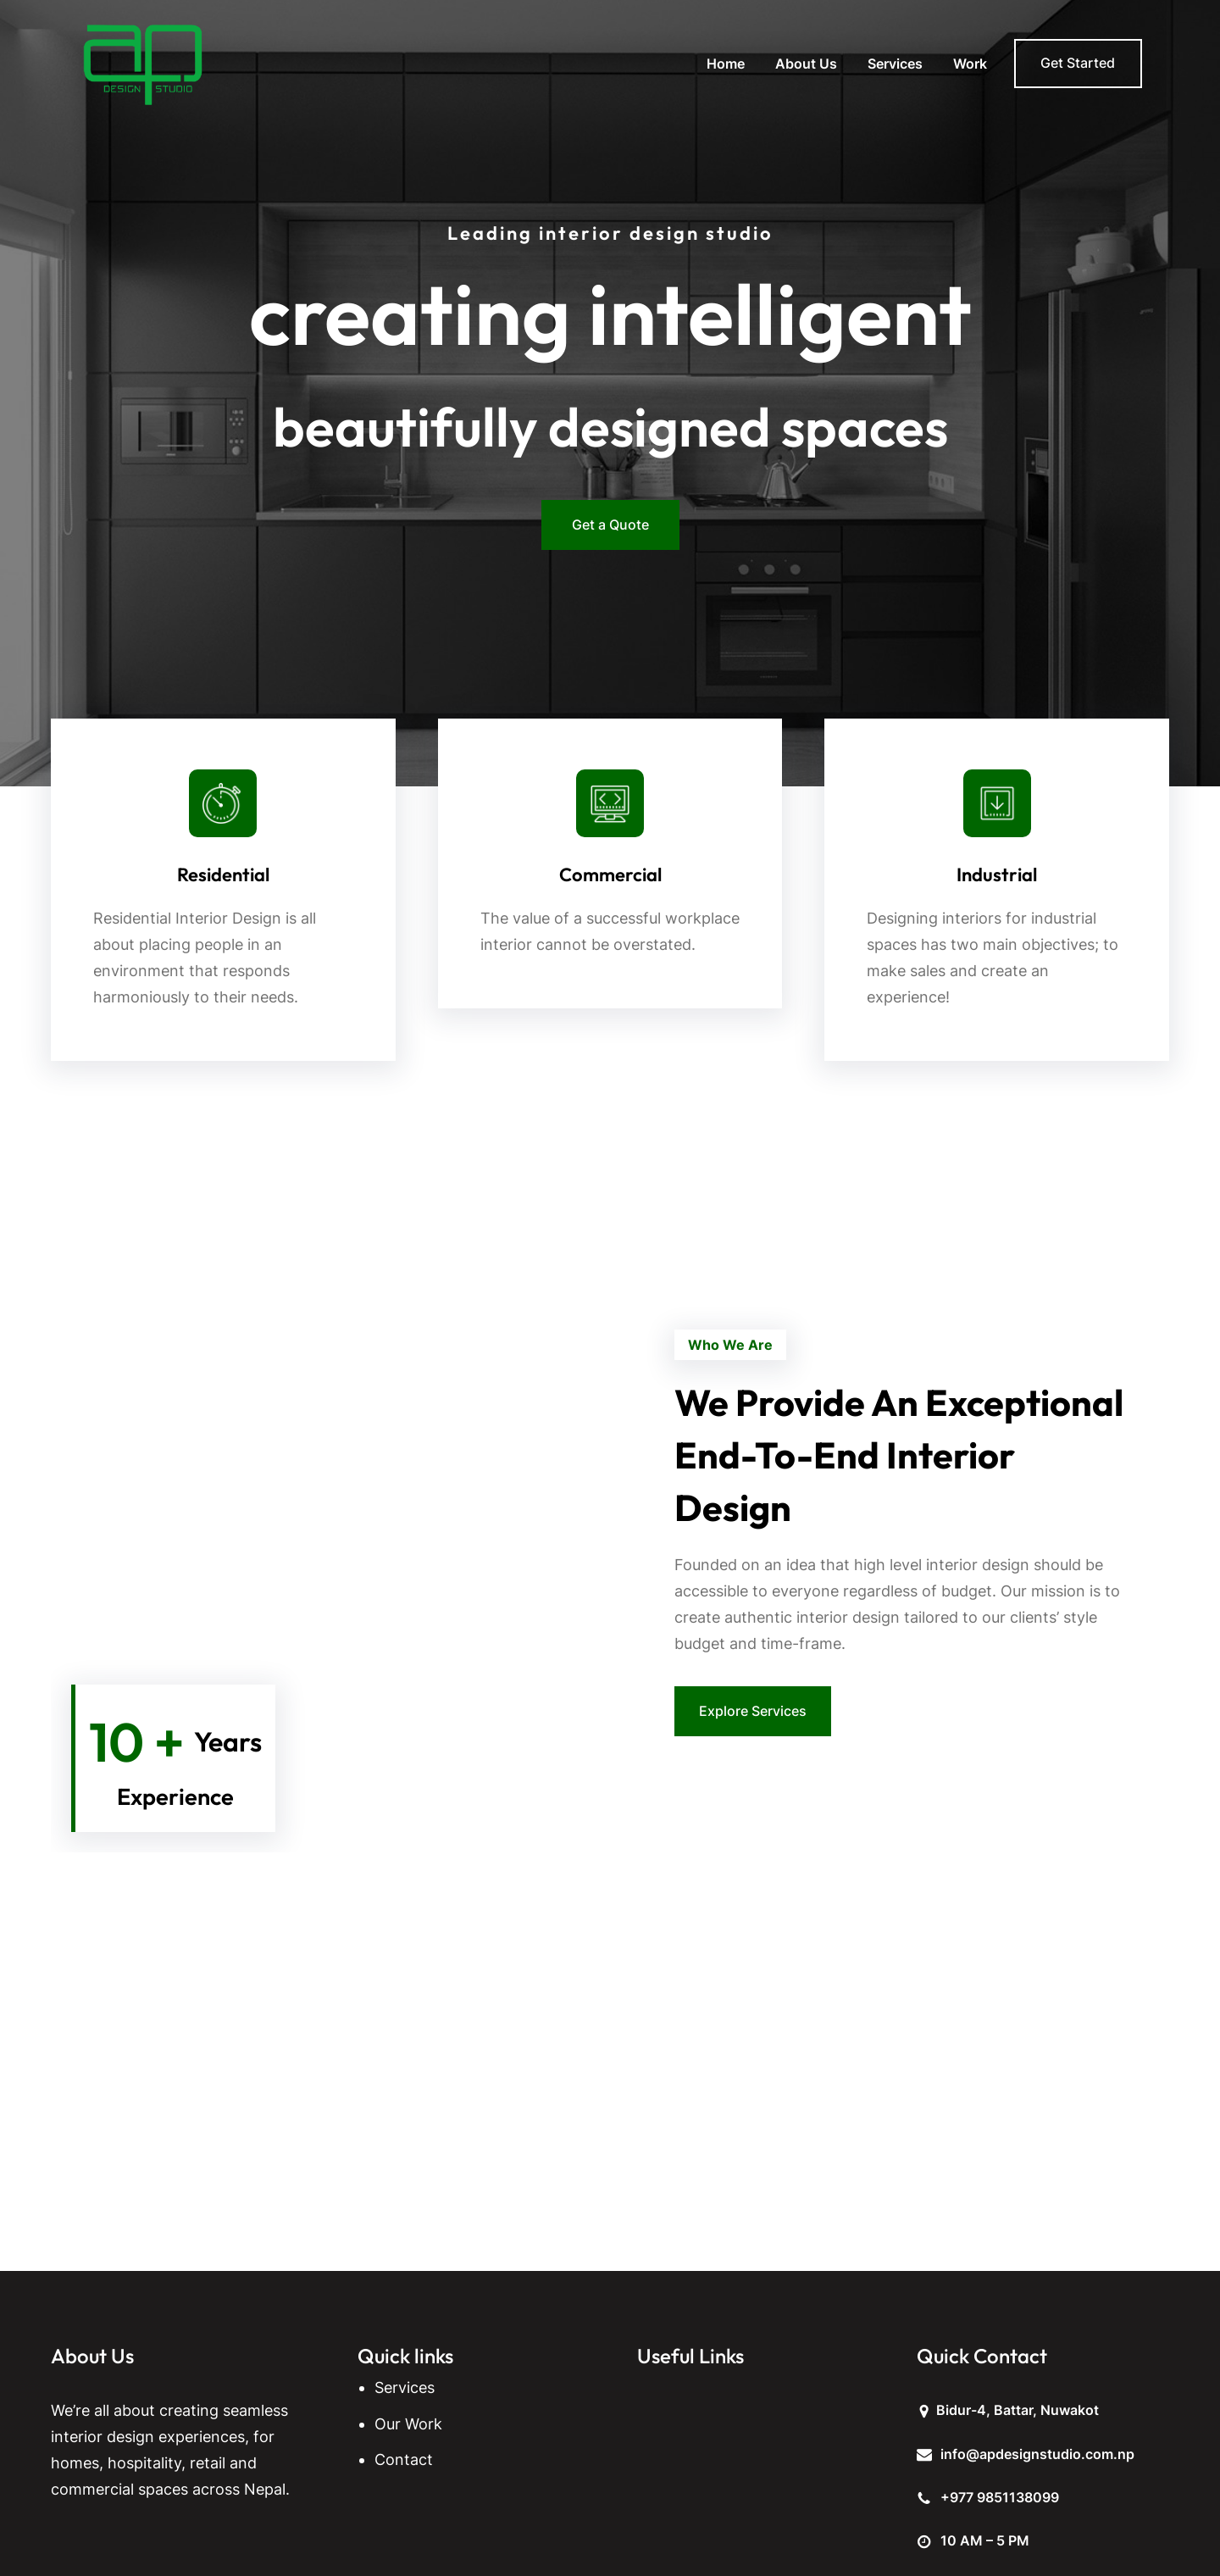 ap
DESIGN STUDIO
Home About Us Services Work Get Started
Leading interior design studio
creating intelligent
beautifully designed spaces
Get a Quote
Residential
Residential Interior Design is all
about placing people in an
environment that responds
harmoniously to their needs.
Commercial
The value of a successful workplace
interior cannot be overstated.
Industrial
Designing interiors for industrial
spaces has two main objectives; to
make sales and create an
experience!
Who We Are
We Provide An Exceptional
End-To-End Interior
Design
Founded on an idea that high level interior design should be
accessible to everyone regardless of budget. Our mission is to
create authentic interior design tailored to our clients’ style
budget and time-frame.
Explore Services
10 + Years
Experience
About Us
We’re all about creating seamless
interior design experiences, for
homes, hospitality, retail and
commercial spaces across Nepal.
Quick links
Services
Our Work
Contact
Useful Links
Quick Contact
Bidur-4, Battar, Nuwakot
info@apdesignstudio.com.np
+977 9851138099
10 AM – 5 PM